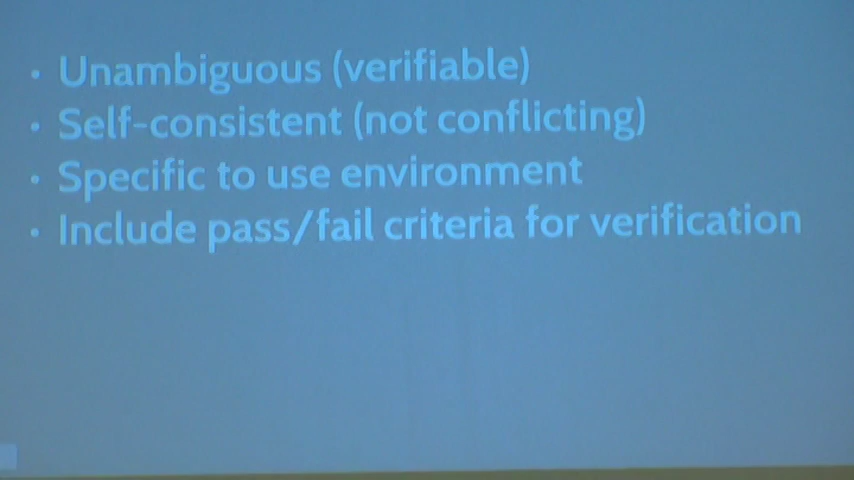 • Unambiguous (verifiable)
• Self-consistent (not conflicting)
• Specific to use environment
• Include pass/fail criteria for verification